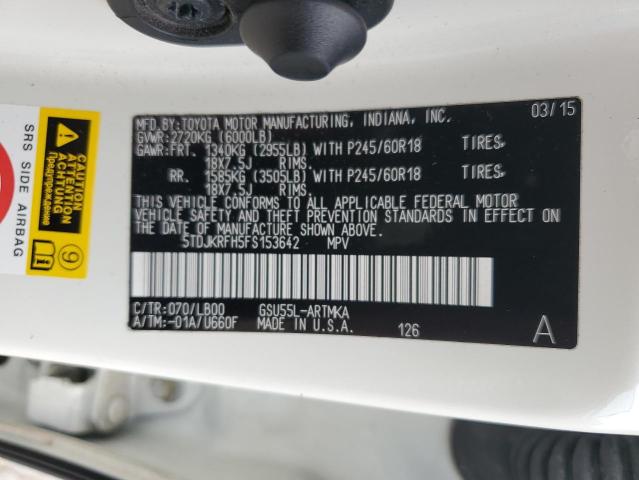 MFD.BY:TOYOTA MOTOR MANUFACTURING, INDIANA, INC. 03/15
GVWR:2720KG (6000LB)
GAWR:FRT. 1340KG (2955LB) WITH P245/60R18 TIRES
18X7.5J RIMS.
RR. 1585KG (3505LB) WITH P245/60R18 TIRES
18X7.5J RIMS.
THIS VEHICLE CONFORMS TO ALL APPLICABLE FEDERAL MOTOR
VEHICLE SAFETY AND THEFT PREVENTION STANDARDS IN EFFECT ON
THE DATE OF MANUFACTURE SHOWN ABOVE.
5TDJKRFH5FS153642 MPV
C/TR:070/LB00 GSU55L-ARTMKA
A/TM:-01A/U660F MADE IN U.S.A. 126 A
SRS SIDE AIRBAG
CAUTION
ATTENTION
ACHTUNG
Предупреждение
9